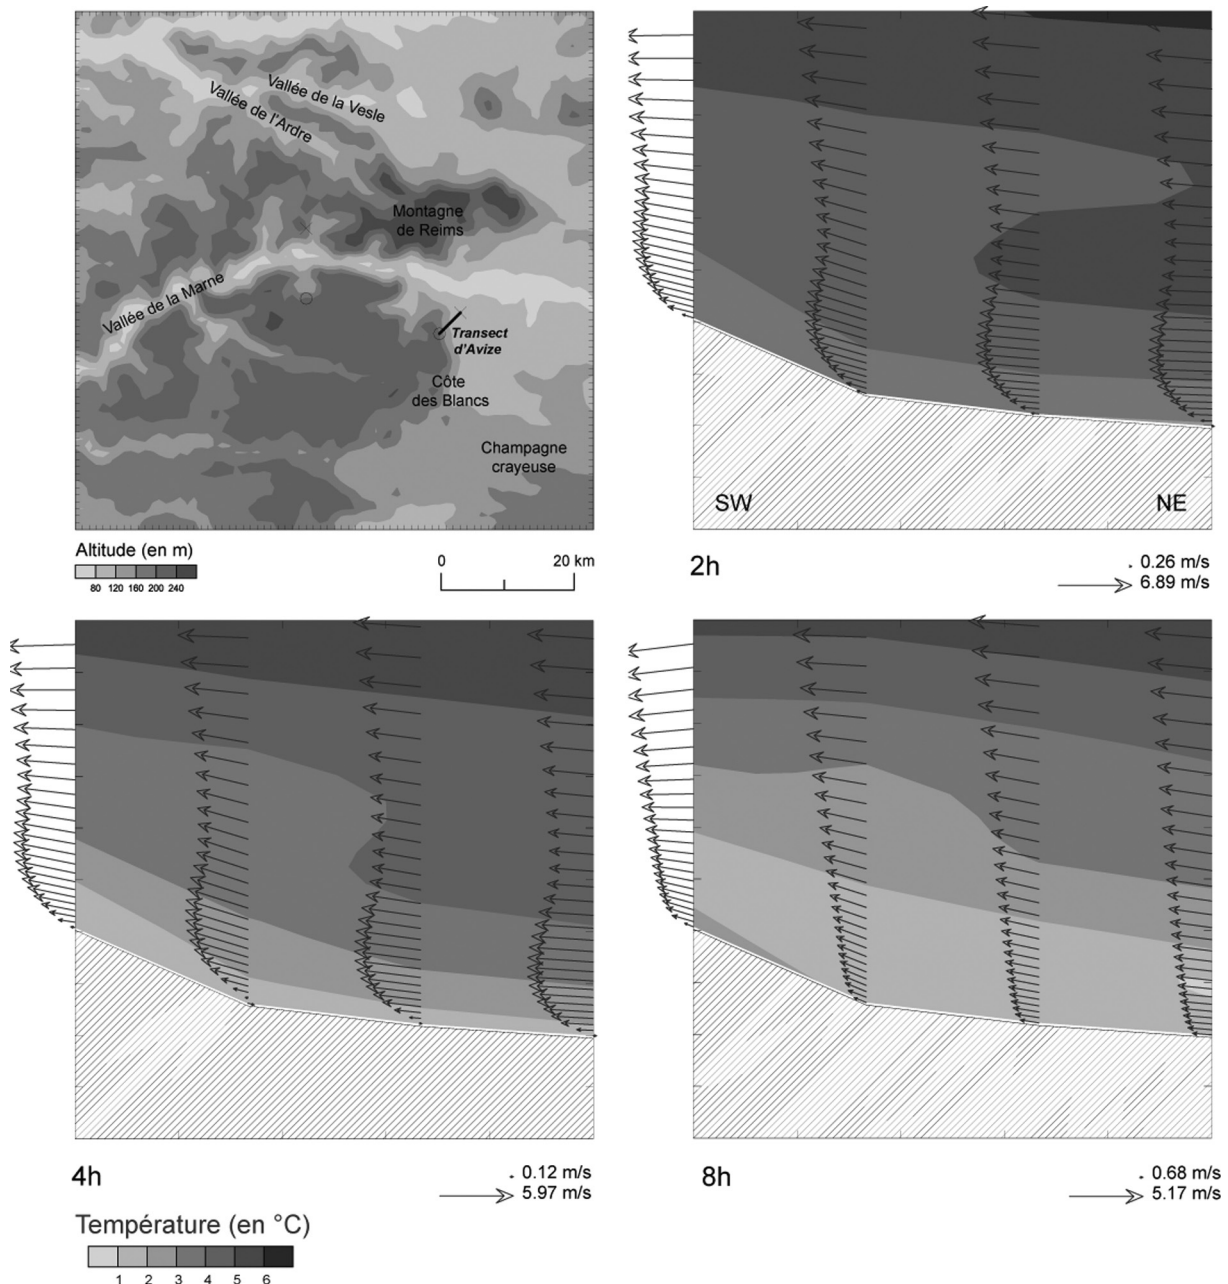 Vallée de la Vesle
Vallée de l'Ardre
Montagne
de Reims
Vallée de la Marne
Transect
d'Avize
Côte
des Blancs
Champagne
crayeuse
Altitude (en m)
80 120 160 200 240
0 20 km
SW NE
2h
0.26 m/s
6.89 m/s
4h
0.12 m/s
5.97 m/s
8h
0.68 m/s
5.17 m/s
Température (en °C)
1 2 3 4 5 6